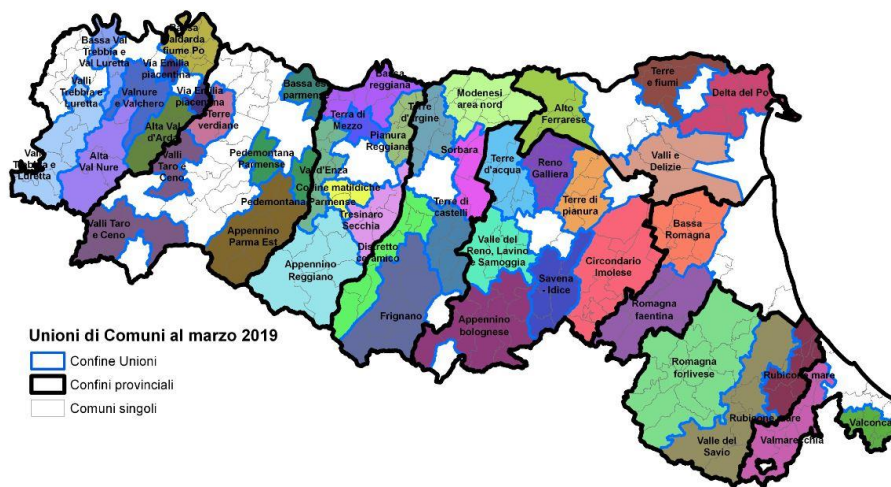 Bassa Val
Trebbia e
Val Luretta
Bassa
Valdarda
fiume Po
Via Emilia
piacentina
Valli
Trebbia e
Luretta
Valnure
e Valchero
Via Emilia
piacentina
Terre
verdiane
Alta Val
d'Arda
Alta
Val Nure
Valli
Trebbia e
Luretta
Valli
Taro e
Ceno
Valli Taro
e Ceno
Pedemontana
Parmense
Pedemontana
Parmense
Appennino
Parma Est
Bassa est
parmense
Bassa
reggiana
Terra di
Mezzo
Pianura
Reggiana
Terre
d'argine
Val d'Enza
Colline matildiche
Tresinaro
Secchia
Appennino
Reggiano
Distretto
ceramico
Modenesi
area nord
Sorbara
Terre di
castelli
Frignano
Alto
Ferrarese
Terre
d'acqua
Reno
Galliera
Terre di
pianura
Valle del
Reno, Lavino
e Samoggia
Appennino
bolognese
Savena
- Idice
Circondario
Imolese
Terre
e fiumi
Delta del Po
Valli e
Delizie
Bassa
Romagna
Romagna
faentina
Romagna
forlivese
Rubicone mare
Rubicone mare
Valle del
Savio
Valmarecchia
Valconca
Unioni di Comuni al marzo 2019
Confine Unioni
Confini provinciali
Comuni singoli